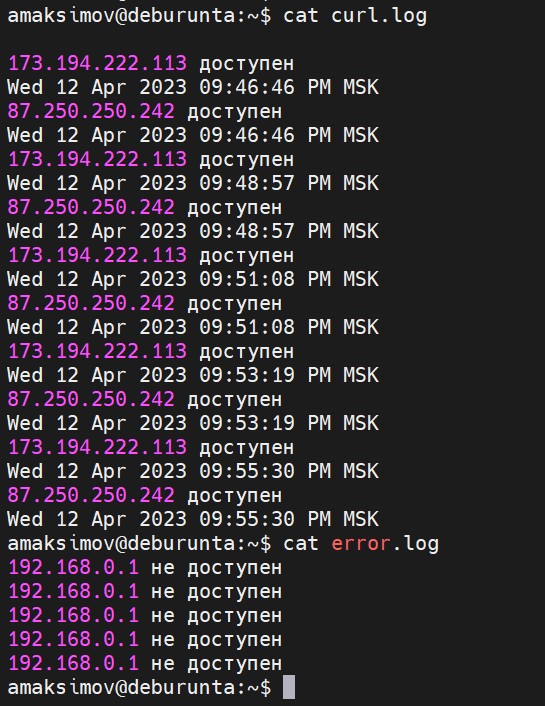 amaksimov@deburunta:~$ cat curl.log
173.194.222.113 доступен
Wed 12 Apr 2023 09:46:46 PM MSK
87.250.250.242 доступен
Wed 12 Apr 2023 09:46:46 PM MSK
173.194.222.113 доступен
Wed 12 Apr 2023 09:48:57 PM MSK
87.250.250.242 доступен
Wed 12 Apr 2023 09:48:57 PM MSK
173.194.222.113 доступен
Wed 12 Apr 2023 09:51:08 PM MSK
87.250.250.242 доступен
Wed 12 Apr 2023 09:51:08 PM MSK
173.194.222.113 доступен
Wed 12 Apr 2023 09:53:19 PM MSK
87.250.250.242 доступен
Wed 12 Apr 2023 09:53:19 PM MSK
173.194.222.113 доступен
Wed 12 Apr 2023 09:55:30 PM MSK
87.250.250.242 доступен
Wed 12 Apr 2023 09:55:30 PM MSK
amaksimov@deburunta:~$ cat error.log
192.168.0.1 не доступен
192.168.0.1 не доступен
192.168.0.1 не доступен
192.168.0.1 не доступен
192.168.0.1 не доступен
amaksimov@deburunta:~$